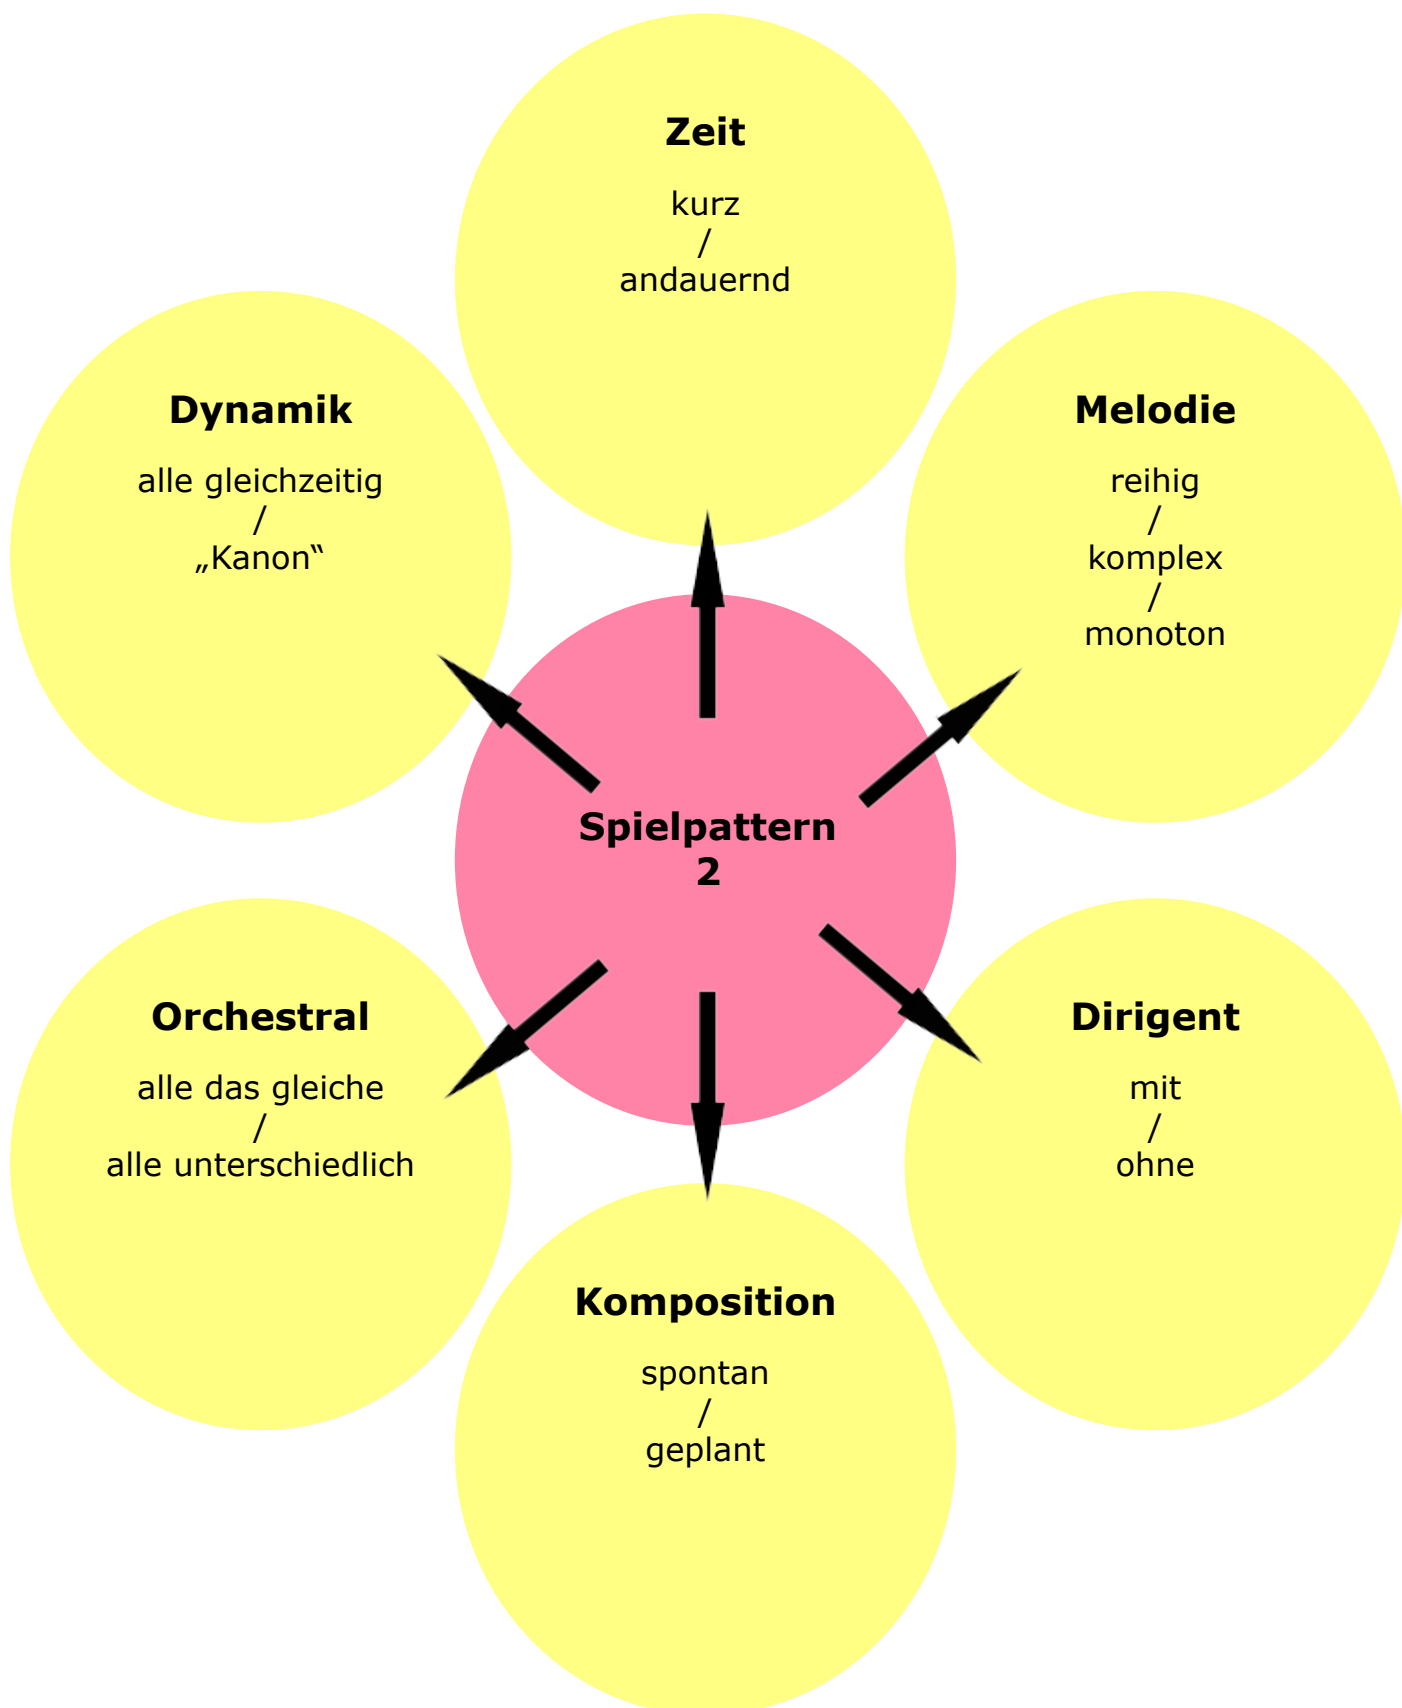 Zeit
kurz
/
andauernd
Dynamik
alle gleichzeitig
/
„Kanon“
Melodie
reihig
/
komplex
/
monoton
Spielpattern
2
Orchestral
alle das gleiche
/
alle unterschiedlich
Dirigent
mit
/
ohne
Komposition
spontan
/
geplant